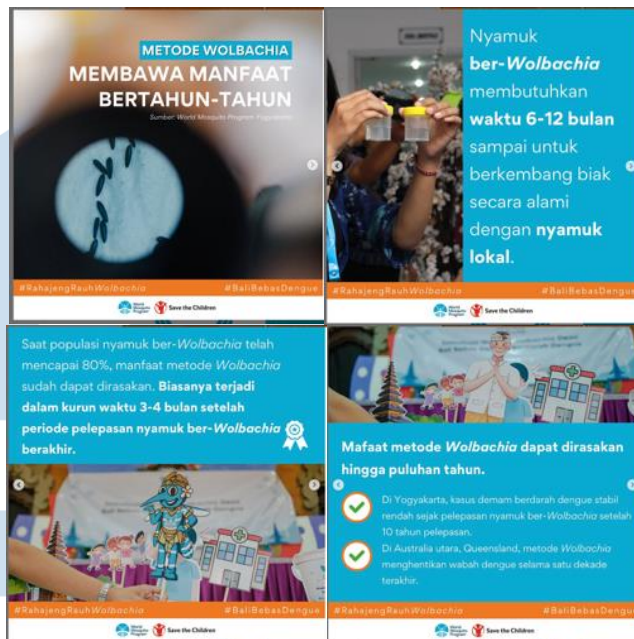 METODE WOLBACHIA
MEMBAWA MANFAAT
BERTAHUN-TAHUN
Sumber: World Mosquito Program Yogyakarta
#RahajengRauhWolbachia #BaliBebasDengue
World Mosquito Program Save the Children
Nyamuk
ber-Wolbachia
membutuhkan
waktu 6-12 bulan
sampai untuk
berkembang biak
secara alami
dengan nyamuk
lokal.
#RahajengRauhWolbachia #BaliBebasDengue
World Mosquito Program Save the Children
Saat populasi nyamuk ber-Wolbachia telah
mencapai 80%, manfaat metode Wolbachia
sudah dapat dirasakan. Biasanya terjadi
dalam kurun waktu 3-4 bulan setelah
periode pelepasan nyamuk ber-Wolbachia
berakhir.
#RahajengRauhWolbachia #BaliBebasDengue
World Mosquito Program Save the Children
Mafaat metode Wolbachia dapat dirasakan
hingga puluhan tahun.
Di Yogyakarta, kasus demam berdarah dengue stabil
rendah sejak pelepasan nyamuk ber-Wolbachia setelah
10 tahun pelepasan.
Di Australia utara, Queensland, metode Wolbachia
menghentikan wabah dengue selama satu dekade
terakhir.
#RahajengRauhWolbachia #BaliBebasDengue
World Mosquito Program Save the Children